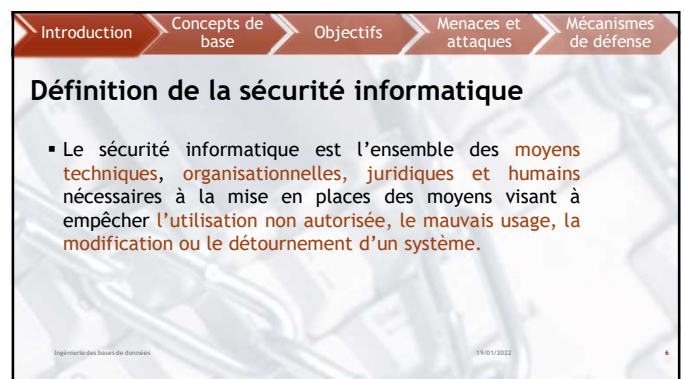 Introduction
Concepts de
base
Objectifs
Menaces et
attaques
Mécanismes
de défense
Définition de la sécurité informatique
▪ Le sécurité informatique est l’ensemble des moyens
techniques, organisationnelles, juridiques et humains
nécessaires à la mise en places des moyens visant à
empêcher l’utilisation non autorisée, le mauvais usage, la
modification ou le détournement d’un système.
Ingénierie des bases de données
19/01/2022
6